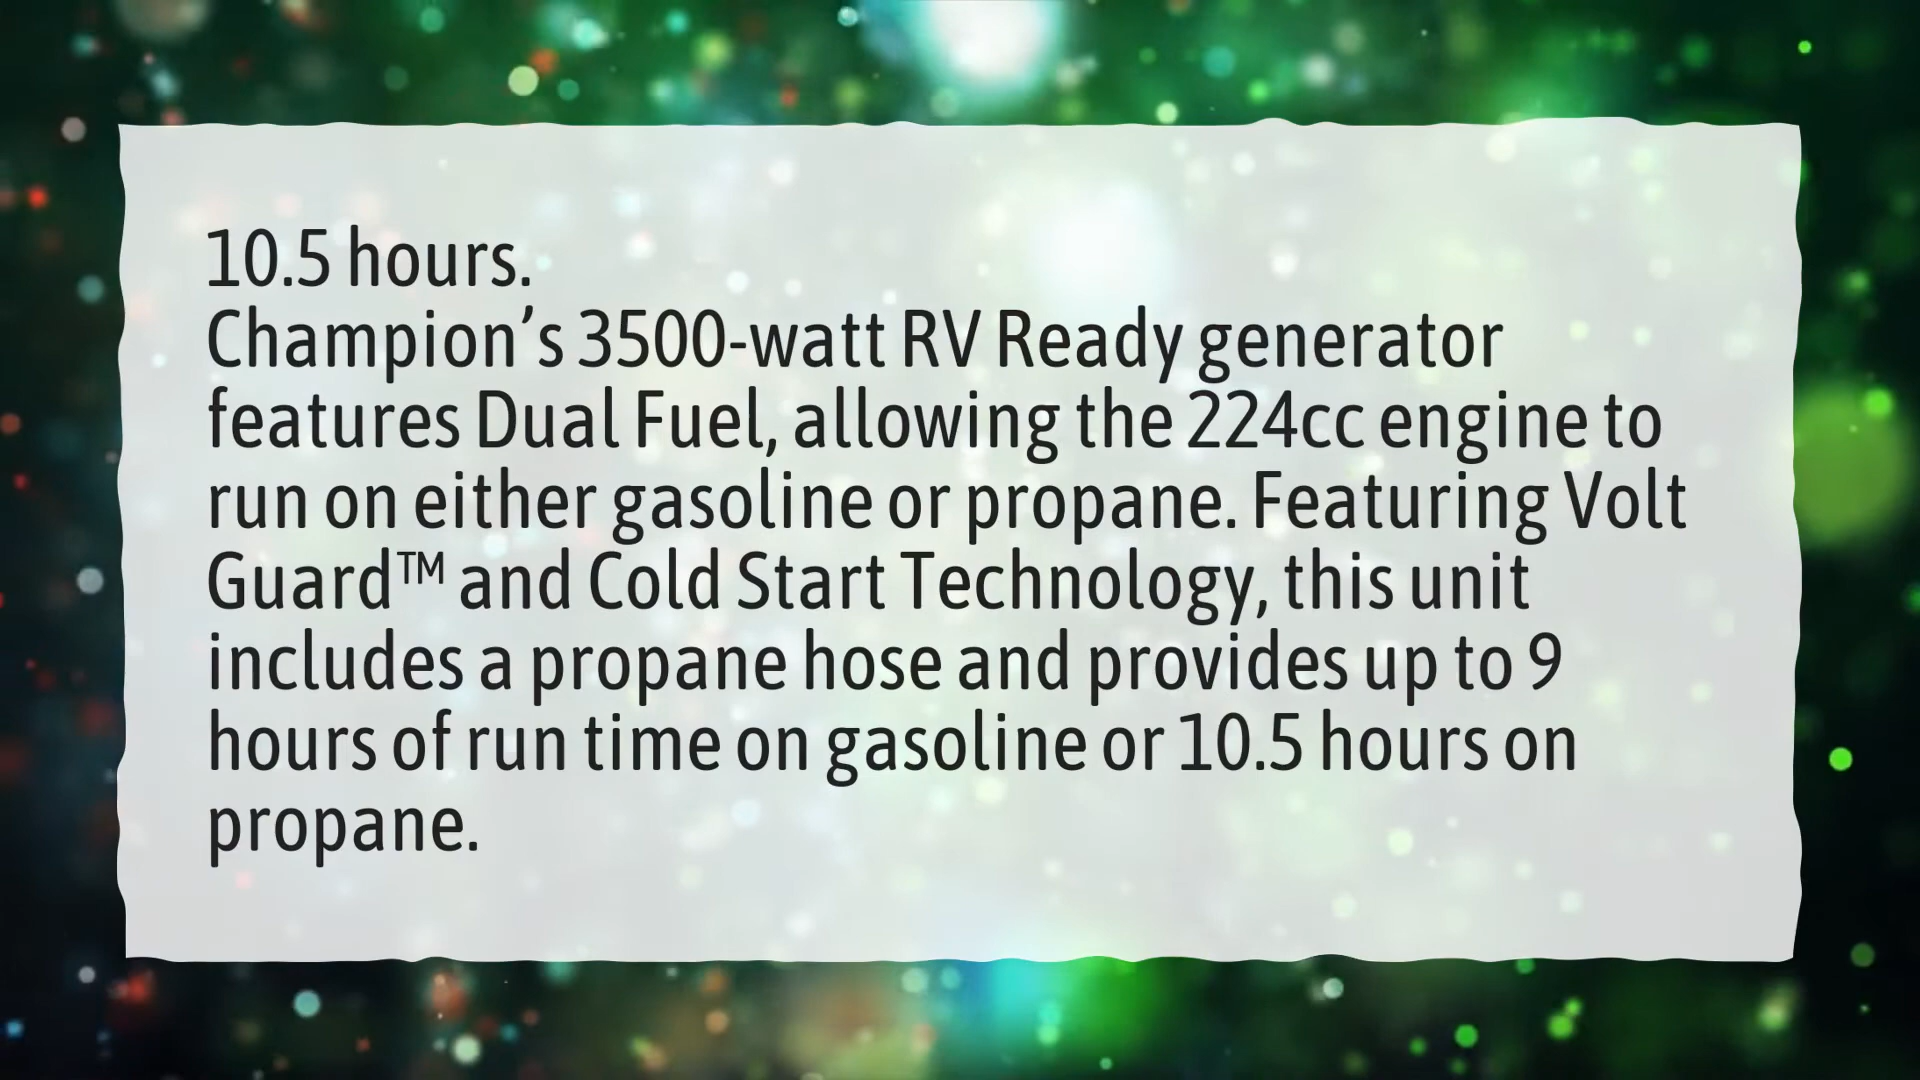 10.5 hours.
Champion’s 3500-watt RV Ready generator
features Dual Fuel, allowing the 224cc engine to
run on either gasoline or propane. Featuring Volt
Guard™ and Cold Start Technology, this unit
includes a propane hose and provides up to 9
hours of run time on gasoline or 10.5 hours on
propane.